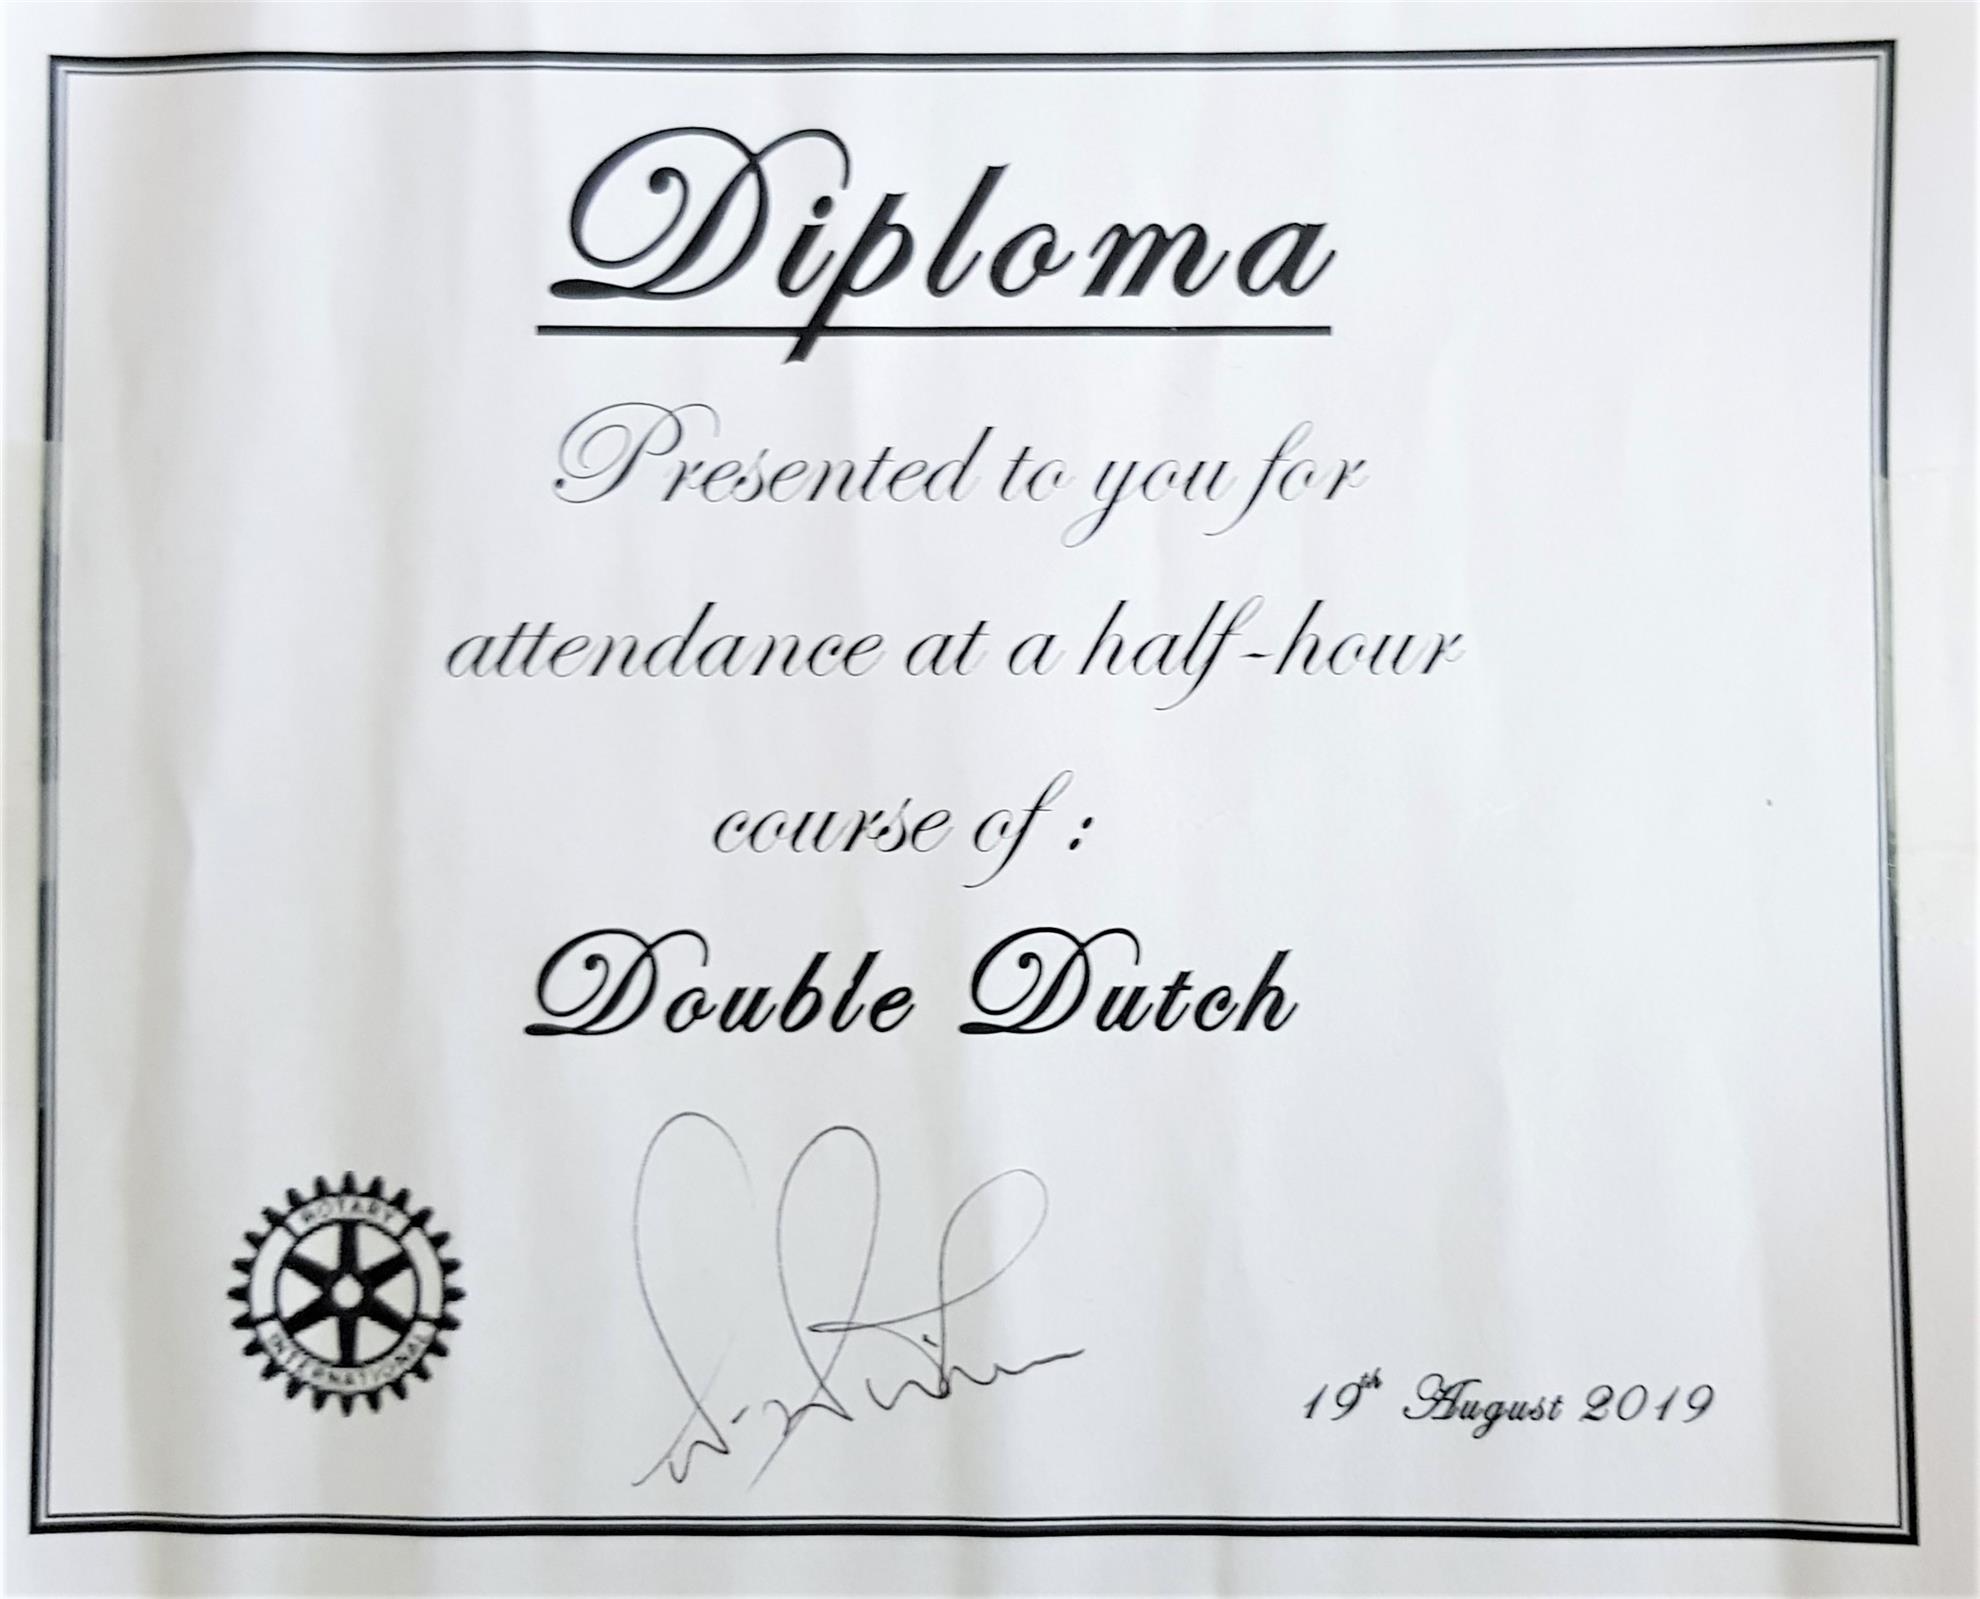 Diploma
Presented to you for
attendance at a half-hour
course of :
Double Dutch
ROTARY
INTERNATIONAL
19th August 2019